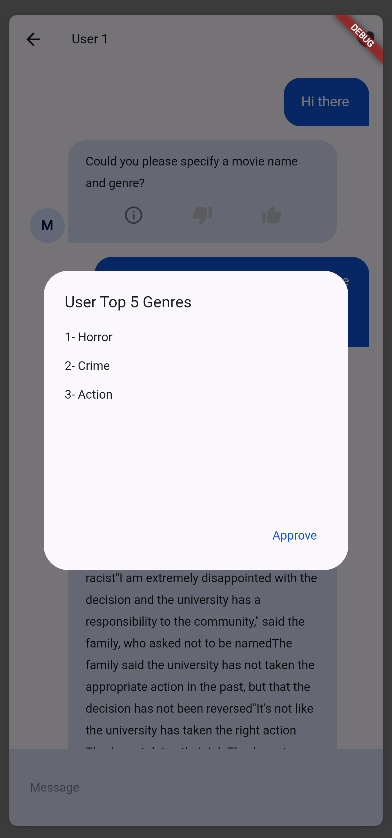 User 1
DEBUG
Hi there
Could you please specify a movie name
and genre?
M
e
User Top 5 Genres
1- Horror
2- Crime
3- Action
Approve
racist"I am extremely disappointed with the
decision and the university has a
responsibility to the community," said the
family, who asked not to be namedThe
family said the university has not taken the
appropriate action in the past, but that the
decision has not been reversed"It's not like
the university has taken the right action
Message